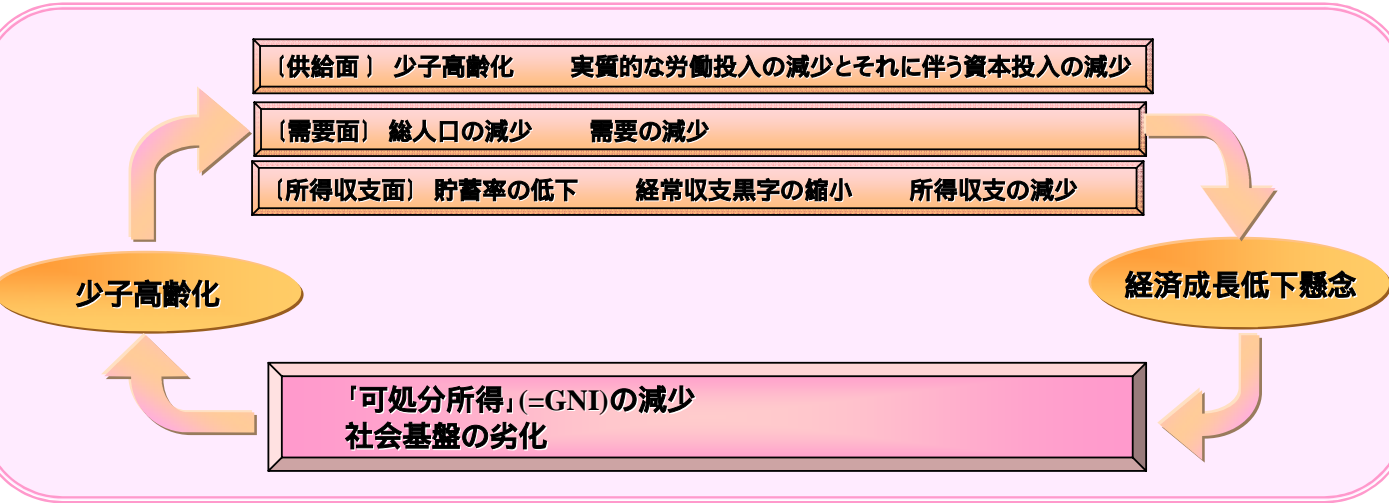 〔供給面〕 少子高齢化　　実質的な労働投入の減少とそれに伴う資本投入の減少
〔需要面〕 総人口の減少　　需要の減少
〔所得収支面〕 貯蓄率の低下　　経常収支黒字の縮小　　所得収支の減少
少子高齢化
経済成長低下懸念
「可処分所得」(=GNI)の減少
社会基盤の劣化